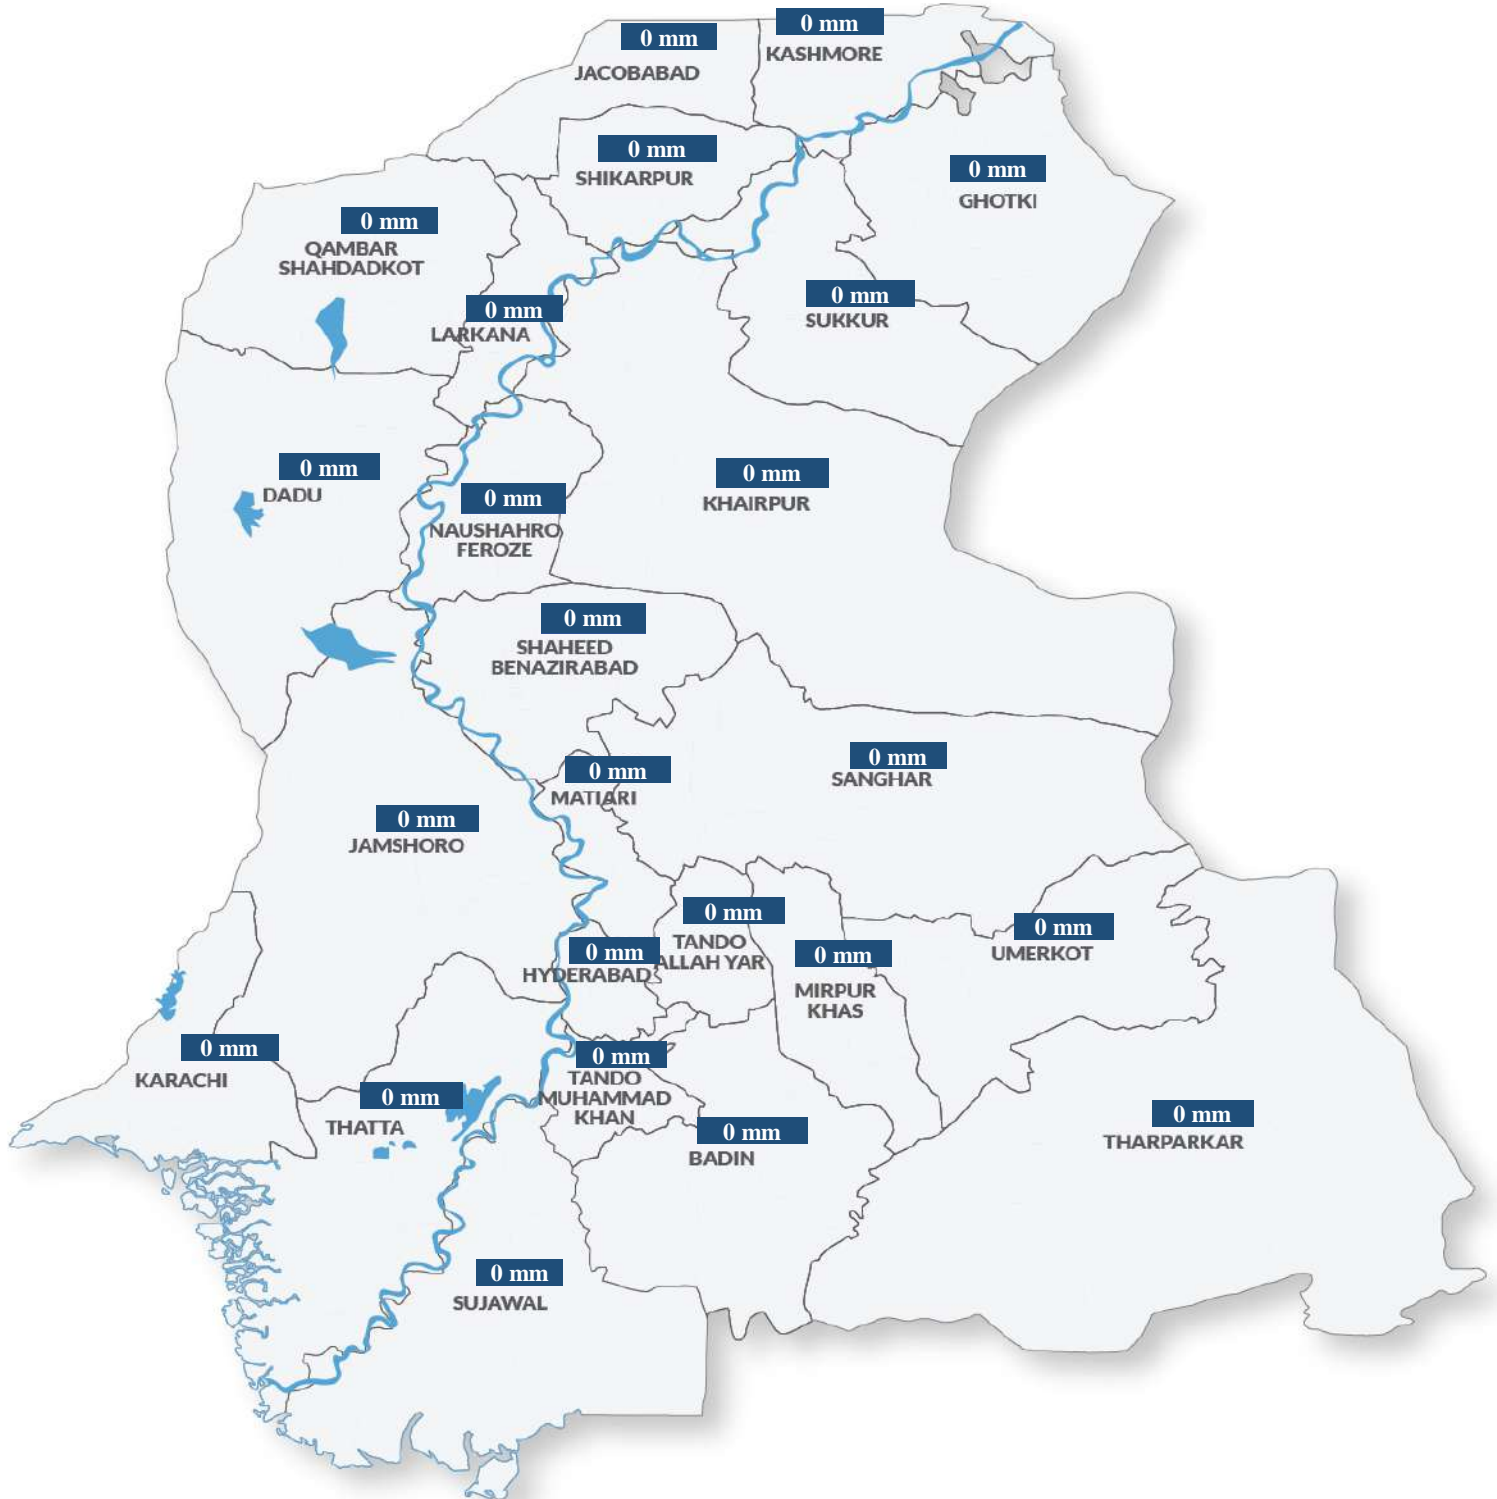 0 mm
KASHMORE
0 mm
JACOBABAD
0 mm
SHIKARPUR
0 mm
GHOTKI
0 mm
QAMBAR
SHAHDADKOT
0 mm
SUKKUR
0 mm
LARKANA
0 mm
DADU
0 mm
KHAIRPUR
0 mm
NAUSHAHRO
FEROZE
0 mm
SHAHEED
BENAZIRABAD
0 mm
SANGHAR
0 mm
MATIARI
0 mm
JAMSHORO
0 mm
TANDO
ALLAH YAR
0 mm
UMERKOT
0 mm
HYDERABAD
0 mm
MIRPUR
KHAS
0 mm
KARACHI
0 mm
TANDO
MUHAMMAD
KHAN
0 mm
THATTA
0 mm
THARPARKAR
0 mm
BADIN
0 mm
SUJAWAL